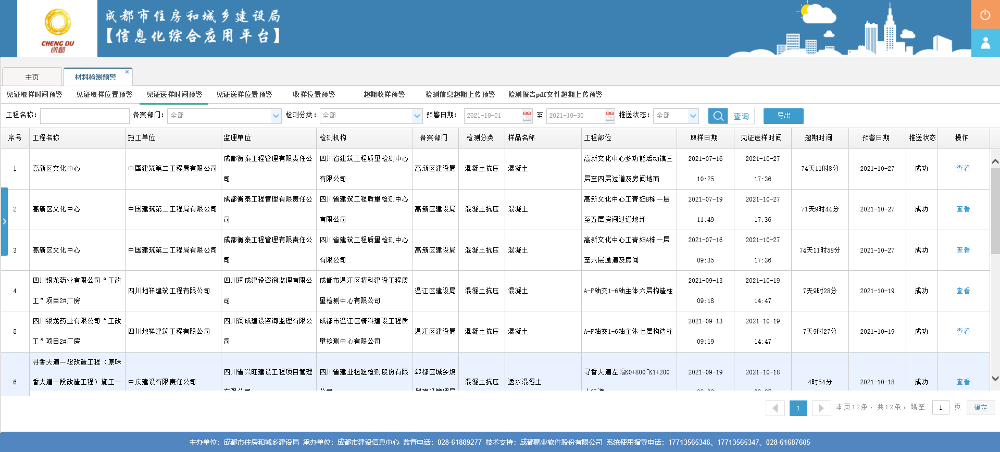 成都市住房和城乡建设局
【信息化综合应用平台】
CHENG DU
成都
主页
材料检测预警
见证取样时间预警 见证取样位置预警 见证送样时间预警 见证送样位置预警 收样位置预警 超期收样预警 检测信息超期上传预警 检测报告pdf文件超期上传预警
工程名称： 备案部门： 全部 检测分类： 全部 预警日期： 2021-10-01 至 2021-10-30 推送状态： 全部 查询 导出
序号 工程名称 施工单位 监理单位 检测机构 备案部门 检测分类 样品名称 工程部位 取样日期 见证送样时间 超期时间 预警日期 推送状态 操作
成都衡泰工程管理有限责任公 四川省建筑工程质量检测中心 高新文化中心多功能活动馆三 2021-07-16 2021-10-27
1 高新区文化中心 中国建筑第二工程局有限公司 高新区建设局 混凝土抗压 混凝土 74天11时8分 2021-10-27 成功 查看
司 有限公司 层至四层过道及房间地面 10:25 17:36
成都衡泰工程管理有限责任公 四川省建筑工程质量检测中心 高新文化中心工青妇B栋一层 2021-07-19 2021-10-27
2 高新区文化中心 中国建筑第二工程局有限公司 高新区建设局 混凝土抗压 混凝土 71天9时44分 2021-10-27 成功 查看
司 有限公司 至五层房间过道地坪 11:49 17:36
成都衡泰工程管理有限责任公 四川省建筑工程质量检测中心 高新文化中心工青妇A栋一层 2021-07-16 2021-10-27
3 高新区文化中心 中国建筑第二工程局有限公司 高新区建设局 混凝土抗压 混凝土 74天11时58分 2021-10-27 成功 查看
司 有限公司 至六层通道及房间 09:35 17:36
四川银龙药业有限公司“工改 四川润成建设咨询监理有限公 成都市温江区精科建设工程质 2021-09-13 2021-10-19
4 四川地祥建筑工程有限公司 温江区建设局 混凝土抗压 混凝土 A-F轴交1-6轴主体六层构造柱 7天9时28分 2021-10-19 成功 查看
工”项目2#厂房 司 量检测中心有限公司 09:18 14:47
四川银龙药业有限公司“工改 四川润成建设咨询监理有限公 成都市温江区精科建设工程质 2021-09-13 2021-10-19
5 四川地祥建筑工程有限公司 温江区建设局 混凝土抗压 混凝土 A-F轴交1-6轴主体七层构造柱 7天9时27分 2021-10-19 成功 查看
工”项目2#厂房 司 量检测中心有限公司 09:19 14:47
寻香大道一段改造工程（原味
四川省兴旺建设工程项目管理 四川省建业检验检测股份有限 郫都区城乡规 寻香大道左幅K0+800~K1+200 2021-09-19 2021-10-18
6 香大道一段改造工程）施工一 中庆建设有限责任公司 混凝土抗压 透水混凝土 4时54分 2021-10-18 成功 查看
1 本页12条，共12条，跳至 1 页 确定
主办单位：成都市住房和城乡建设局 承办单位：成都市建设信息中心 监督电话：028-61889277 技术支持：成都鹏业软件股份有限公司 系统使用指导电话：17713565346、17713565347、028-61687605